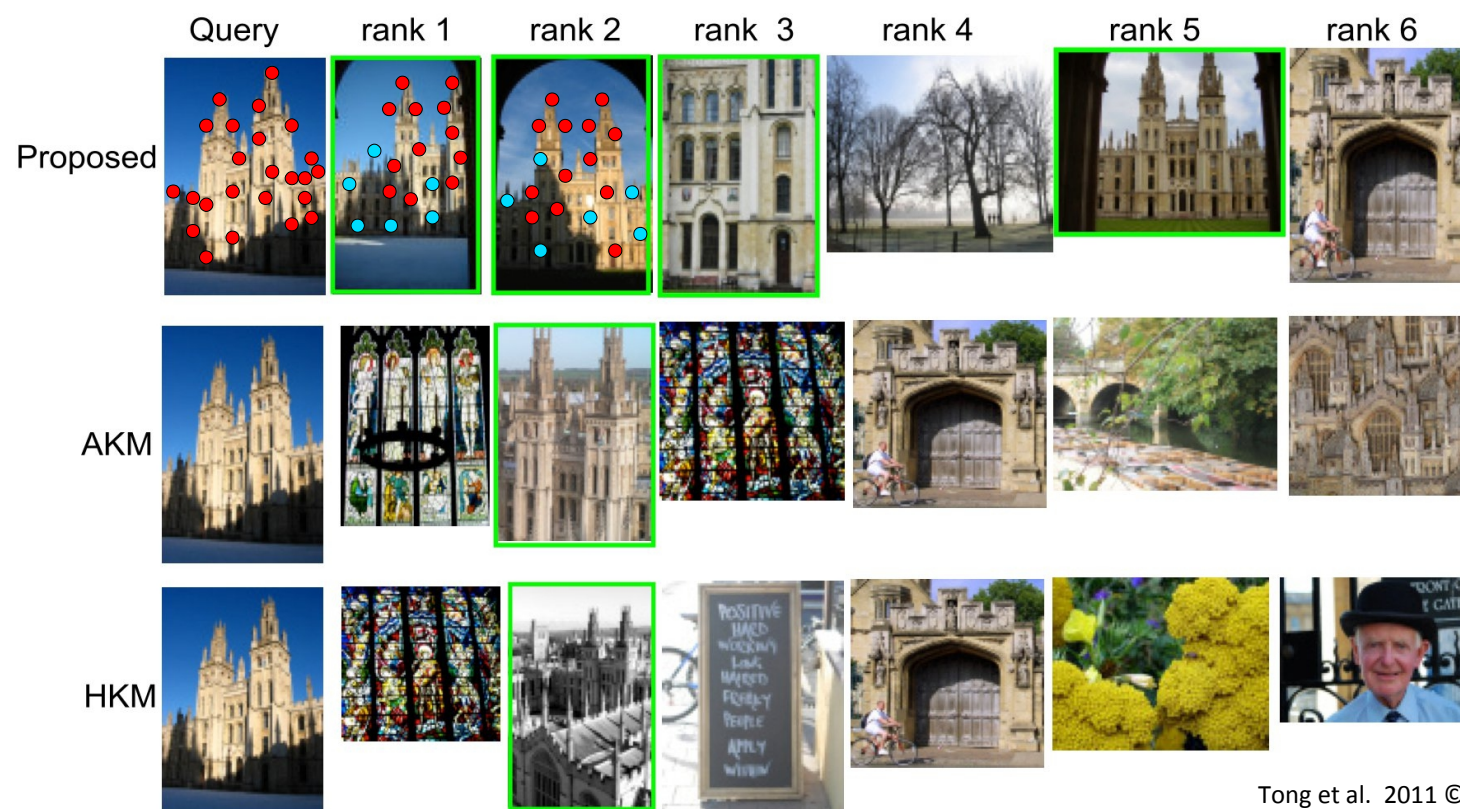 Query rank 1 rank 2 rank 3 rank 4 rank 5 rank 6
Proposed
AKM
HKM
POSITIVE
HARD
WORKING
LONG
HAIRED
FREAKY
PEOPLE
APPLY
WITHIN
Tong et al. 2011 ©